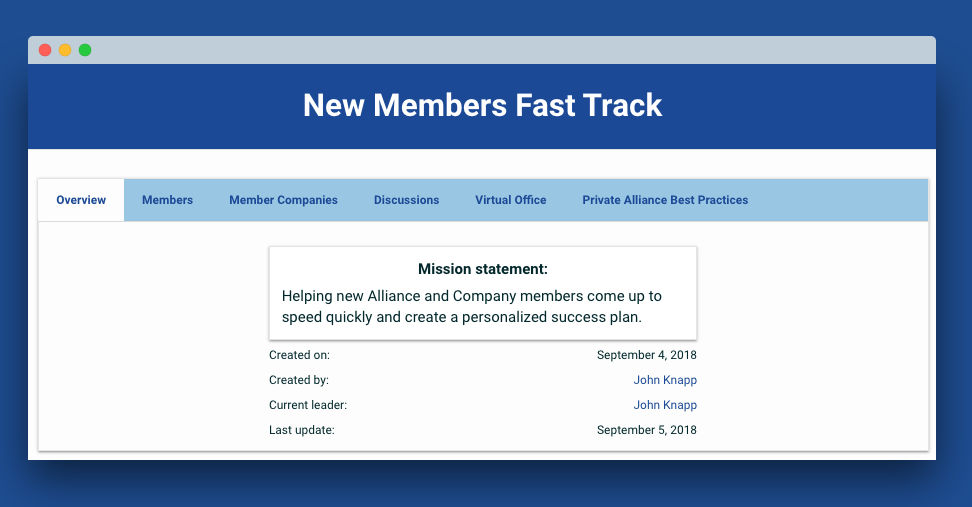 New Members Fast Track
Overview Members Member Companies Discussions Virtual Office Private Alliance Best Practices
Mission statement:
Helping new Alliance and Company members come up to
speed quickly and create a personalized success plan.
Created on: September 4, 2018
Created by: John Knapp
Current leader: John Knapp
Last update: September 5, 2018